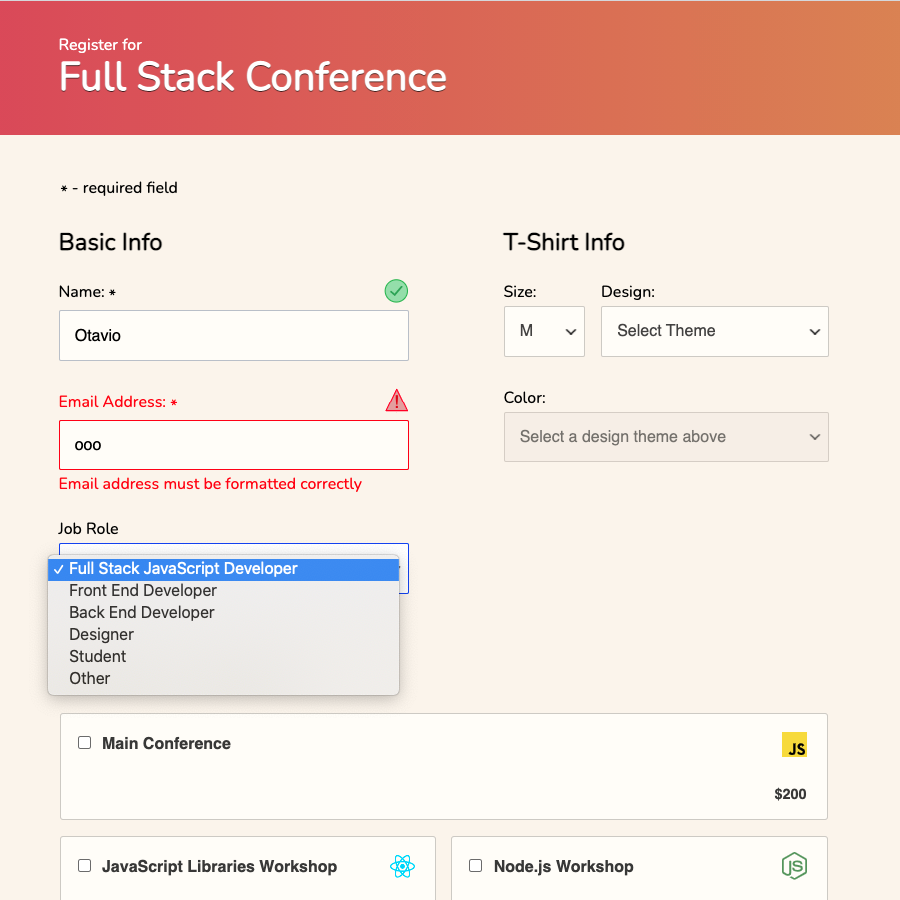 Register for
Full Stack Conference
* - required field
Basic Info
Name: *
Otavio
Email Address: *
ooo
Email address must be formatted correctly
Job Role
✓ Full Stack JavaScript Developer
Front End Developer
Back End Developer
Designer
Student
Other
T-Shirt Info
Size:
Design:
M
Select Theme
Color:
Select a design theme above
Main Conference
JS
$200
JavaScript Libraries Workshop
Node.js Workshop
JS